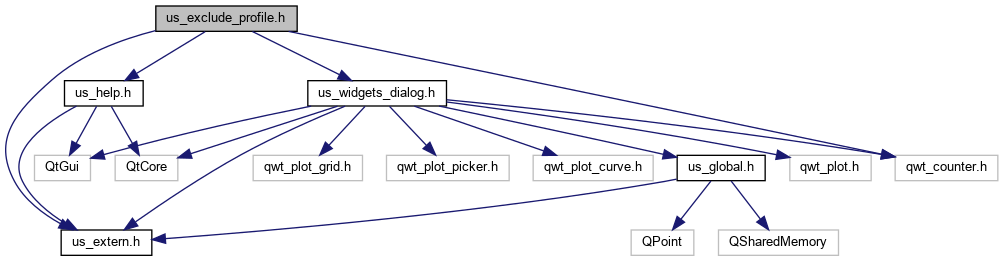 us_exclude_profile.h
us_help.h
us_widgets_dialog.h
QtGui
QtCore
qwt_plot_grid.h
qwt_plot_picker.h
qwt_plot_curve.h
us_global.h
qwt_plot.h
qwt_counter.h
us_extern.h
QPoint
QSharedMemory